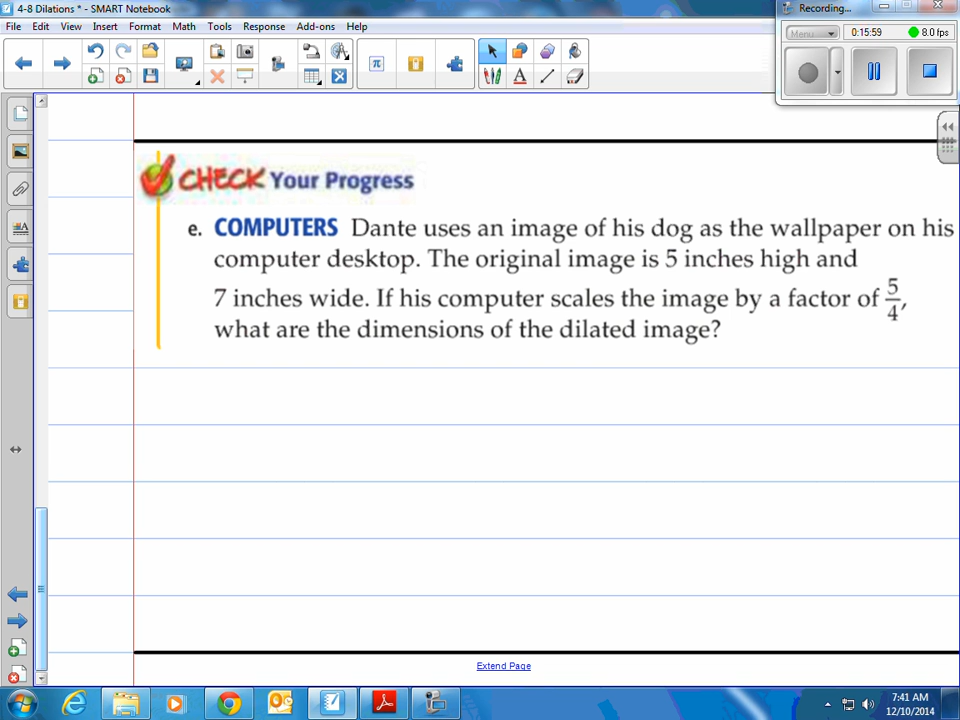 4-8 Dilations * - SMART Notebook
Recording...
File Edit View Insert Format Math Tools Response Add-ons Help
Menu 0:15:59 8.0 fps
CHECK Your Progress
e. COMPUTERS Dante uses an image of his dog as the wallpaper on his
computer desktop. The original image is 5 inches high and
7 inches wide. If his computer scales the image by a factor of 5/4,
what are the dimensions of the dilated image?
Extend Page
7:41 AM
12/10/2014